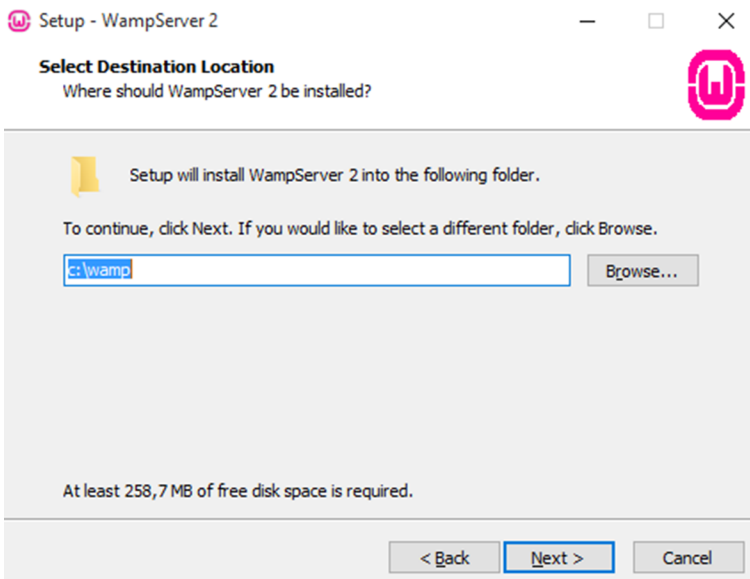 Setup - WampServer 2
Select Destination Location
Where should WampServer 2 be installed?
Setup will install WampServer 2 into the following folder.
To continue, click Next. If you would like to select a different folder, click Browse.
c:\wamp
Browse...
At least 258,7 MB of free disk space is required.
< Back
Next >
Cancel